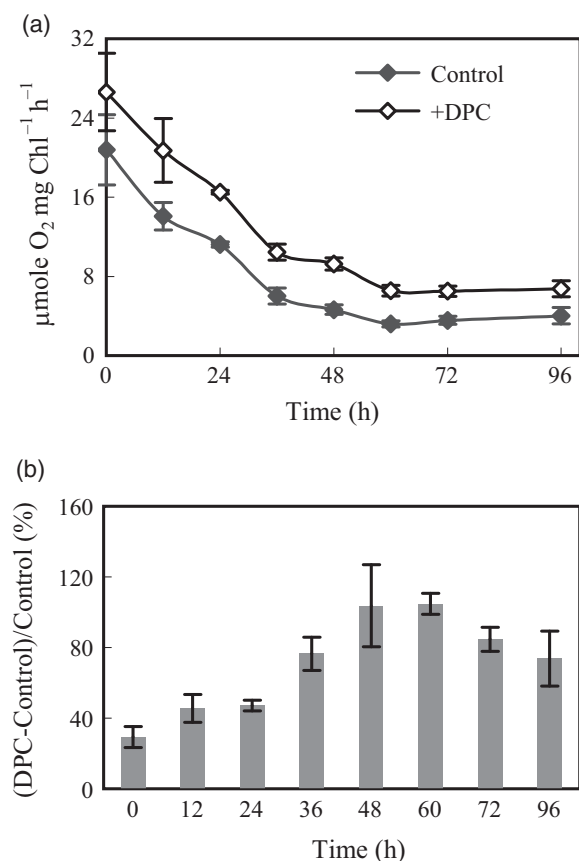 (a)
32
24
16
8
0
μmole O₂ mg Chl⁻¹ h⁻¹
Control
+DPC
0 24 48 72 96
Time (h)
(b)
160
120
80
40
0
(DPC-Control)/Control (%)
0 12 24 36 48 60 72 96
Time (h)